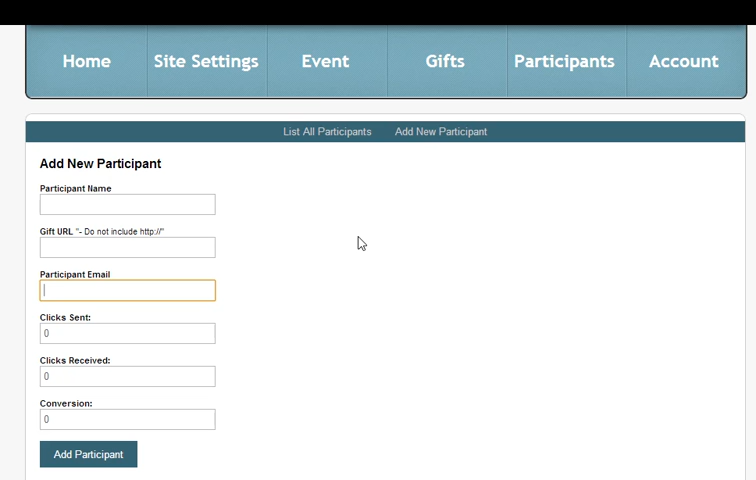 Home Site Settings Event Gifts Participants Account
List All Participants Add New Participant
Add New Participant
Participant Name
Gift URL "- Do not include http://"
Participant Email
Clicks Sent:
0
Clicks Received:
0
Conversion:
0
Add Participant